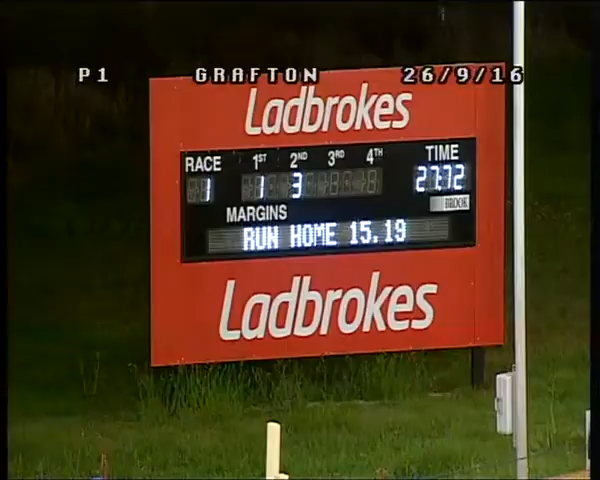 P1 GRAFTON 26/9/16
Ladbrokes
RACE 1ST 2ND 3RD 4TH TIME
1 1 3 27.72
MARGINS BROOK
RUN HOME 15.19
Ladbrokes